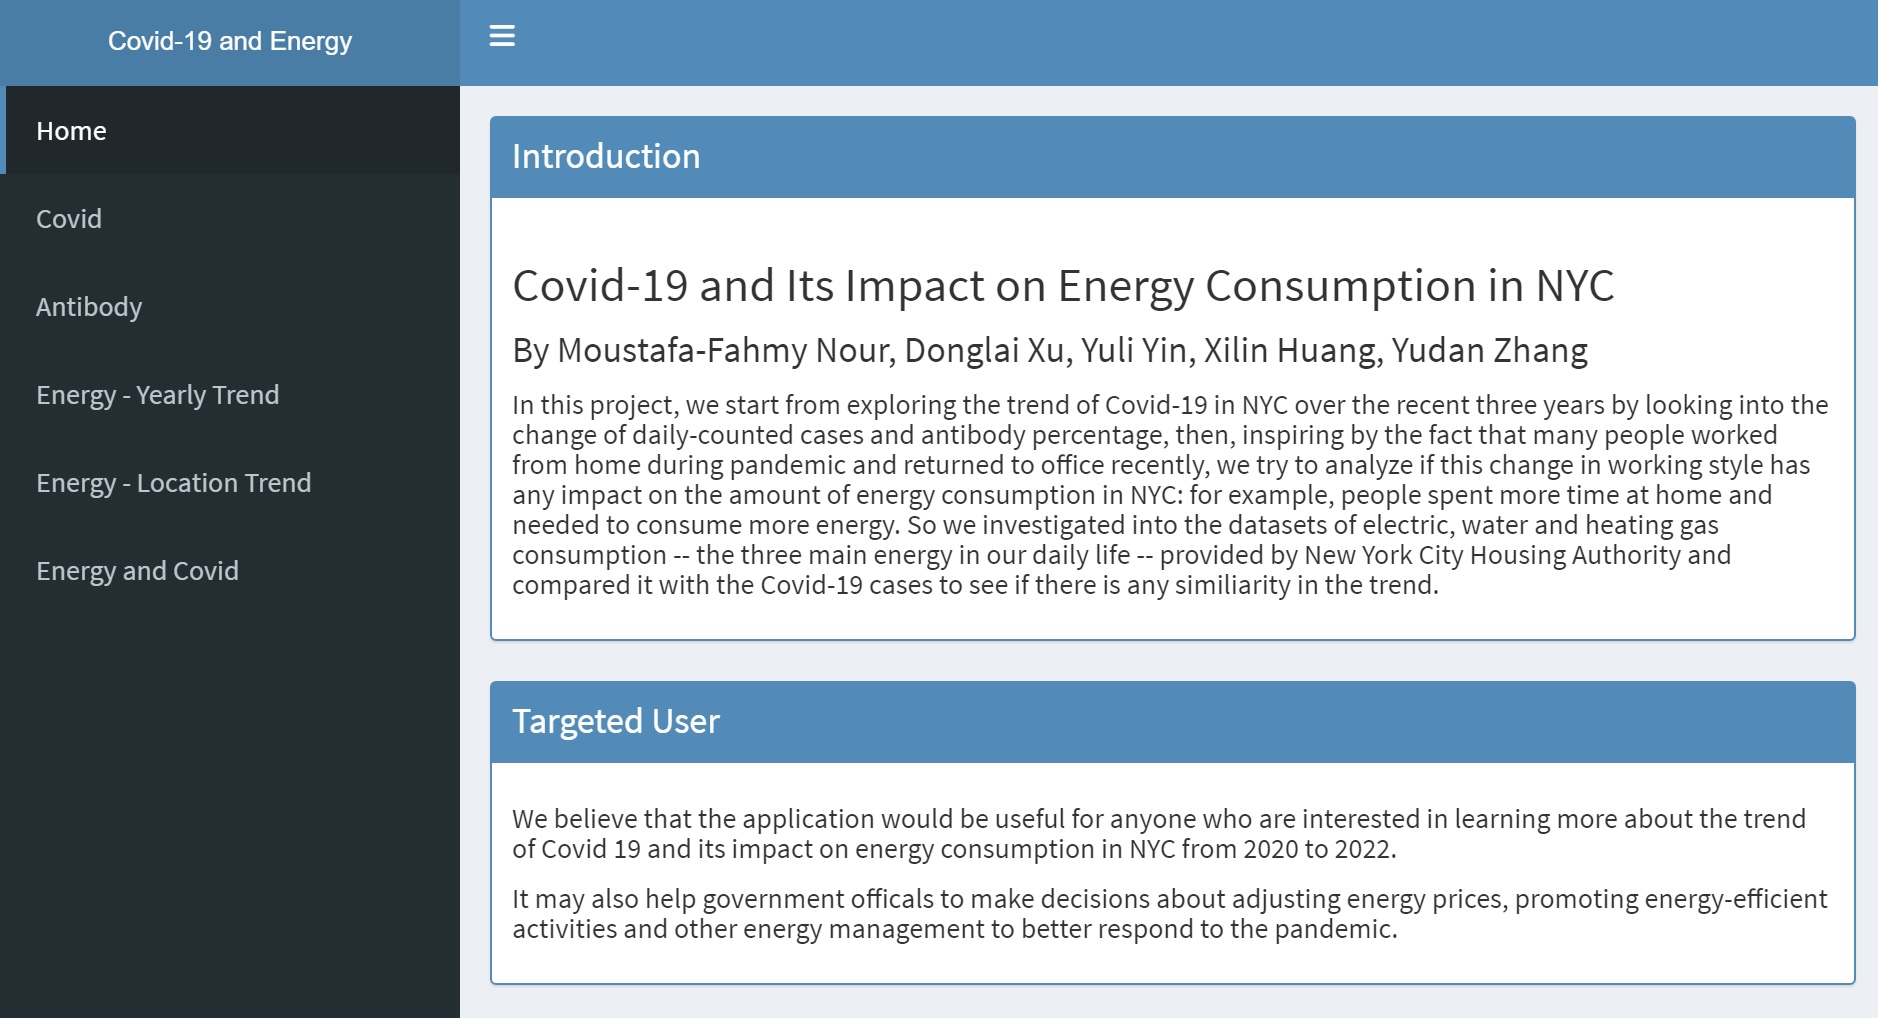 Covid-19 and Energy
Home
Covid
Antibody
Energy - Yearly Trend
Energy - Location Trend
Energy and Covid
Introduction
Covid-19 and Its Impact on Energy Consumption in NYC
By Moustafa-Fahmy Nour, Donglai Xu, Yuli Yin, Xilin Huang, Yudan Zhang
In this project, we start from exploring the trend of Covid-19 in NYC over the recent three years by looking into the
change of daily-counted cases and antibody percentage, then, inspiring by the fact that many people worked
from home during pandemic and returned to office recently, we try to analyze if this change in working style has
any impact on the amount of energy consumption in NYC: for example, people spent more time at home and
needed to consume more energy. So we investigated into the datasets of electric, water and heating gas
consumption -- the three main energy in our daily life -- provided by New York City Housing Authority and
compared it with the Covid-19 cases to see if there is any similiarity in the trend.
Targeted User
We believe that the application would be useful for anyone who are interested in learning more about the trend
of Covid 19 and its impact on energy consumption in NYC from 2020 to 2022.
It may also help government officals to make decisions about adjusting energy prices, promoting energy-efficient
activities and other energy management to better respond to the pandemic.